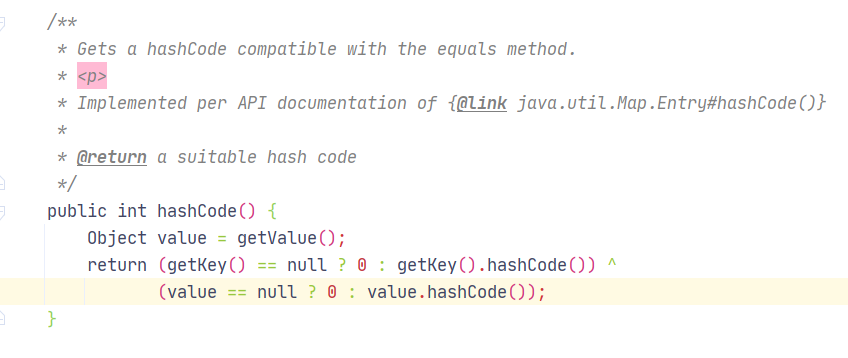 /**
* Gets a hashCode compatible with the equals method.
* <p>
* Implemented per API documentation of {@link java.util.Map.Entry#hashCode()}
*
* @return a suitable hash code
*/
public int hashCode() {
Object value = getValue();
return (getKey() == null ? 0 : getKey().hashCode()) ^
(value == null ? 0 : value.hashCode());
}